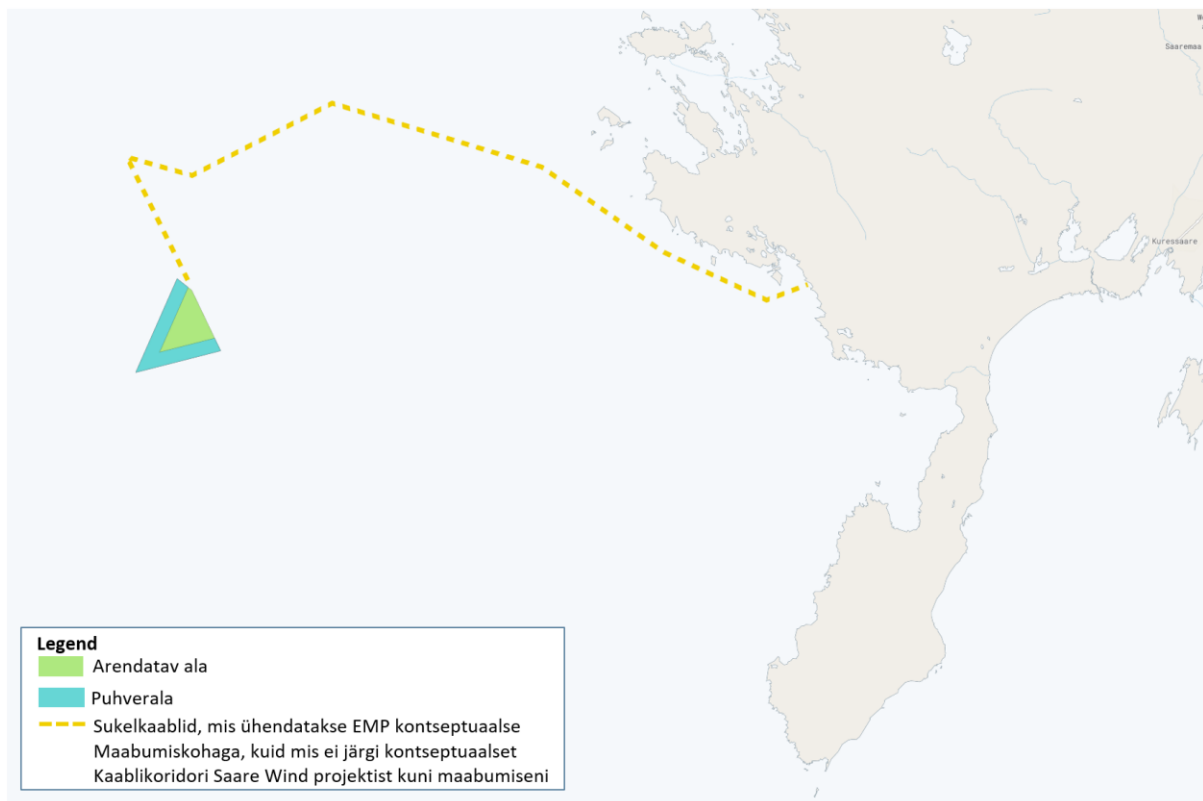 Saaremaa
Kuressaare
Legend
Arendatav ala
Puhverala
Sukelkaablid, mis ühendatakse EMP kontseptuaalse
Maabumiskohaga, kuid mis ei järgi kontseptuaalset
Kaablikoridori Saare Wind projektist kuni maabumiseni